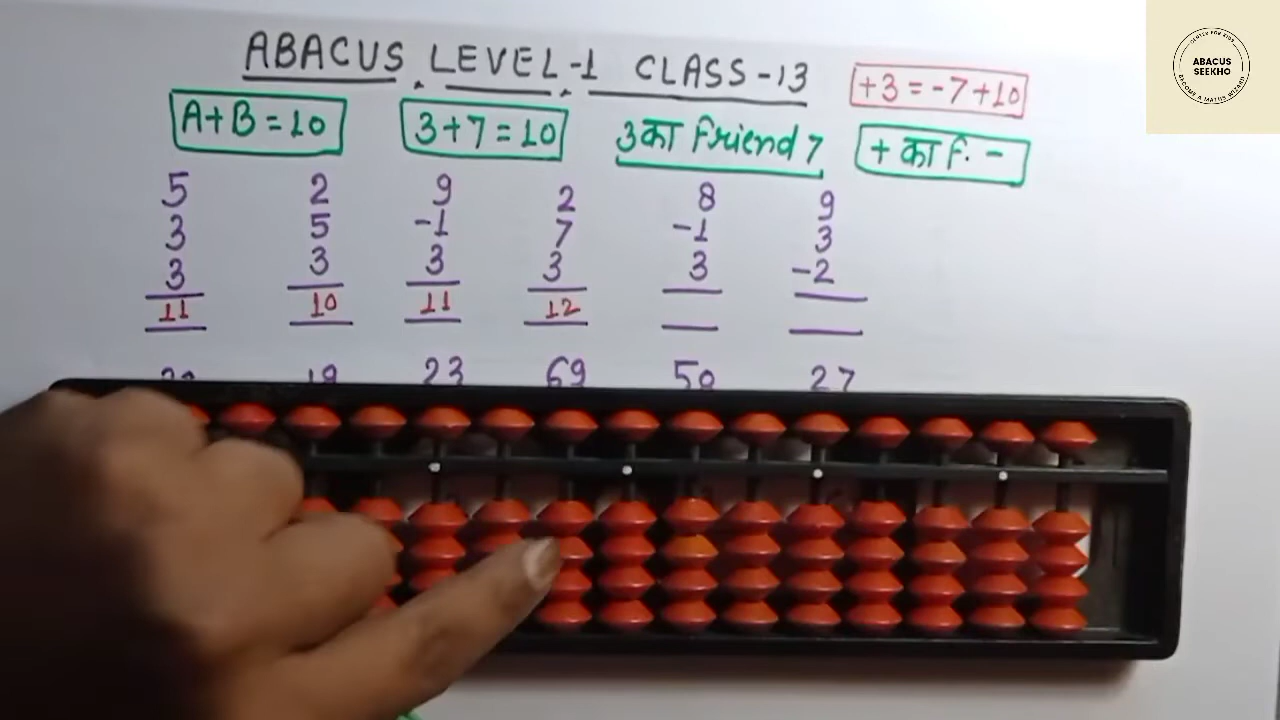 ABACUS LEVEL-1 CLASS-13
+3=-7+10
A+B=10 3+7=10 3का Friend 7 + का F. -
5 2 9 2 8 9
3 5 -1 7 -1 3
3 3 3 3 3 -2
11 10 11 12
19 23 69 50 27
ABACUS
SEEKHO